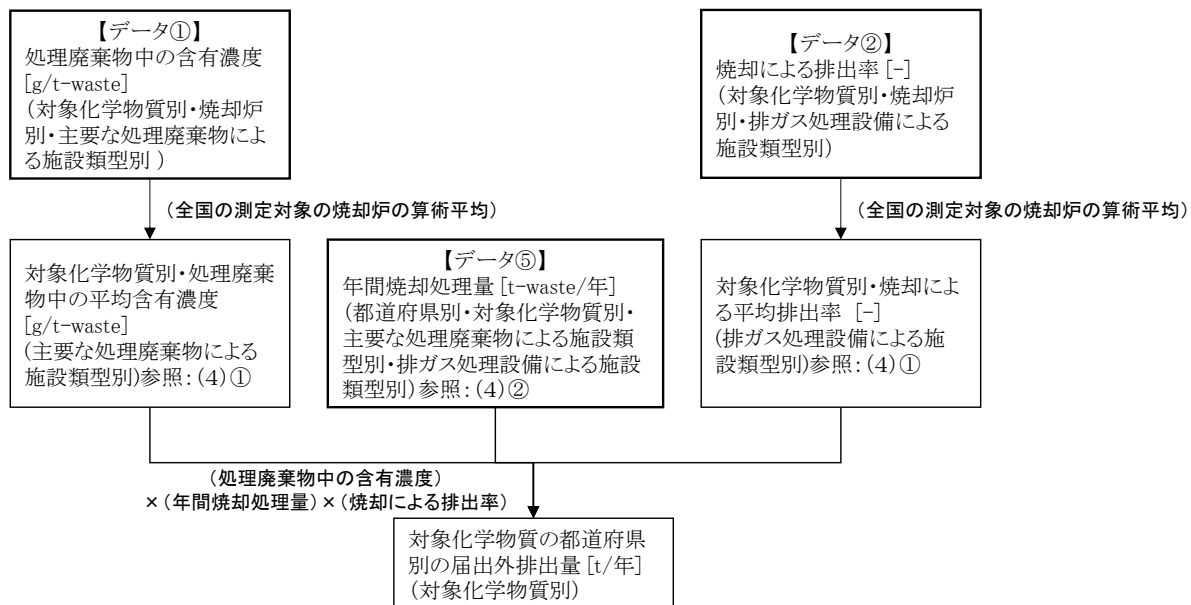 【データ①】
処理廃棄物中の含有濃度
[g/t-waste]
(対象化学物質別・焼却炉
別・主要な処理廃棄物によ
る施設類型別 )
【データ②】
焼却による排出率 [-]
(対象化学物質別・焼却炉
別・排ガス処理設備による
施設類型別)
(全国の測定対象の焼却炉の算術平均)
(全国の測定対象の焼却炉の算術平均)
対象化学物質別・処理廃棄
物中の平均含有濃度
[g/t-waste]
(主要な処理廃棄物による
施設類型別)参照:(4)①
【データ⑤】
年間焼却処理量 [t-waste/年]
(都道府県別・対象化学物質別・
主要な処理廃棄物による施設類
型別・排ガス処理設備による施設
類型別)参照:(4)②
対象化学物質別・焼却によ
る平均排出率 [-]
(排ガス処理設備による施
設類型別)参照:(4)①
(処理廃棄物中の含有濃度)
×(年間焼却処理量)×(焼却による排出率)
対象化学物質の都道府県
別の届出外排出量 [t/年]
(対象化学物質別)